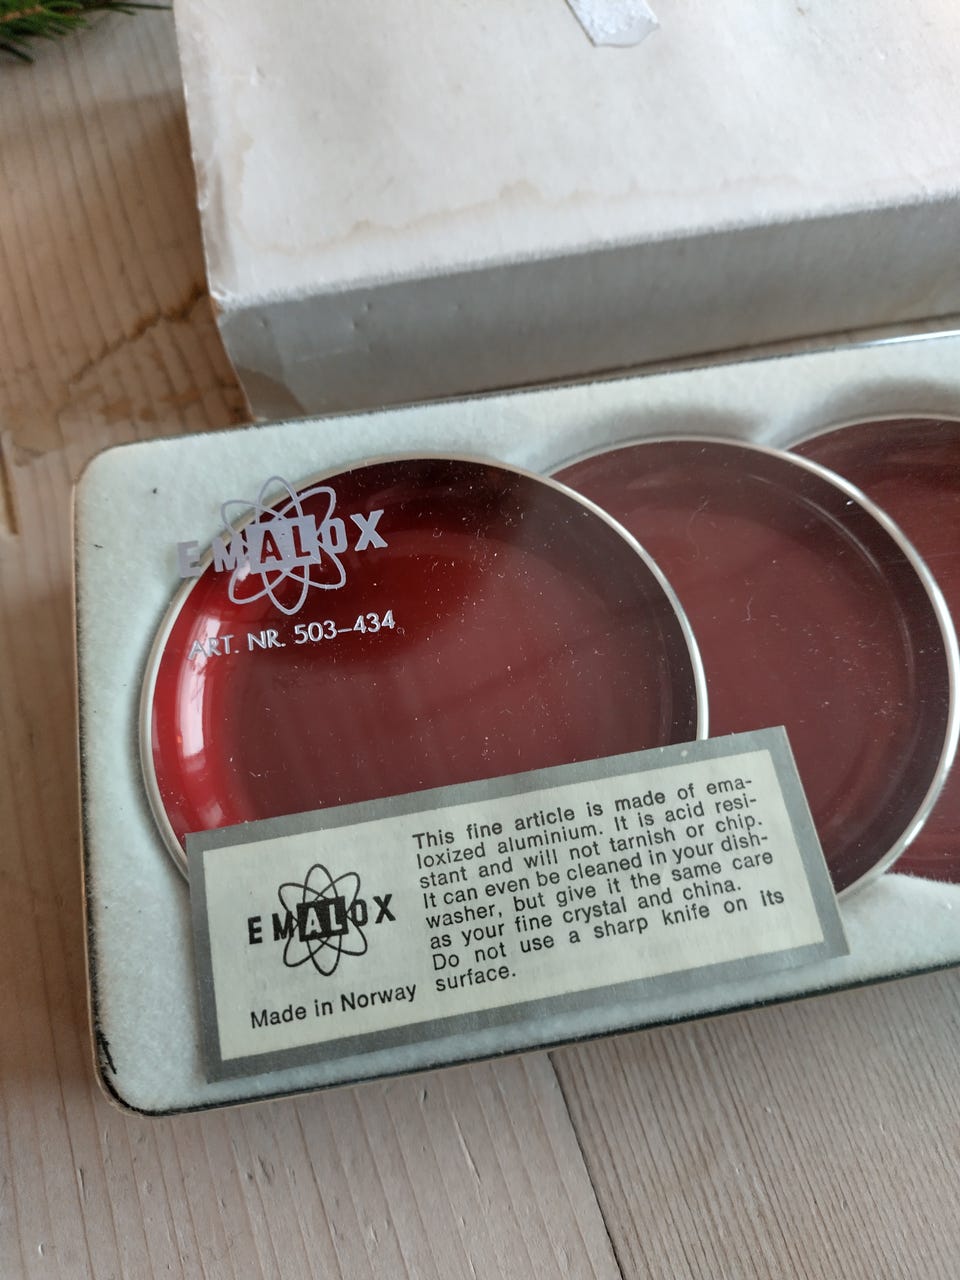 EMALOX
ART. NR. 503–434
This fine article is made of ema-
loxized aluminium. It is acid resi-
stant and will not tarnish or chip.
It can even be cleaned in your dish-
washer, but give it the same care
as your fine crystal and china.
Do not use a sharp knife on its
surface.
EMALOX
Made in Norway